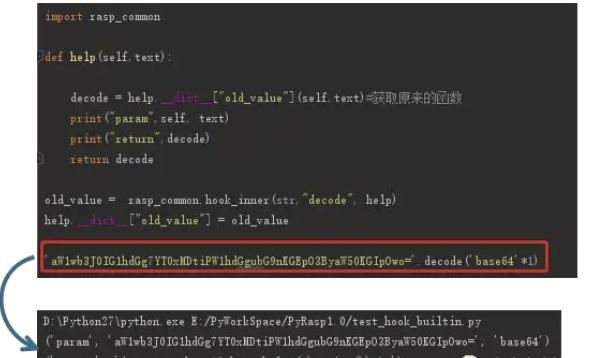 import rasp_common
def help(self,text):
decode = help.__dict__["old_value"](self,text)#获取原来的函数
print("param",self, text)
print("return",decode)
return decode
old_value = rasp_common.hook_inner(str,"decode", help)
help.__dict__["old_value"] = old_value
'aW1wb3J0IG1hdGg7YT0xMDtiPW1hdGgubG9nKGEpO3ByaW50KGIpOwo='.decode('base64'*1)
D:\Python27\python.exe E:/PyWorkSpace/PyRasp1.0/test_hook_builtin.py
('param', 'aW1wb3J0IG1hdGg7YT0xMDtiPW1hdGgubG9nKGEpO3ByaW50KGIpOwo=', 'base64')